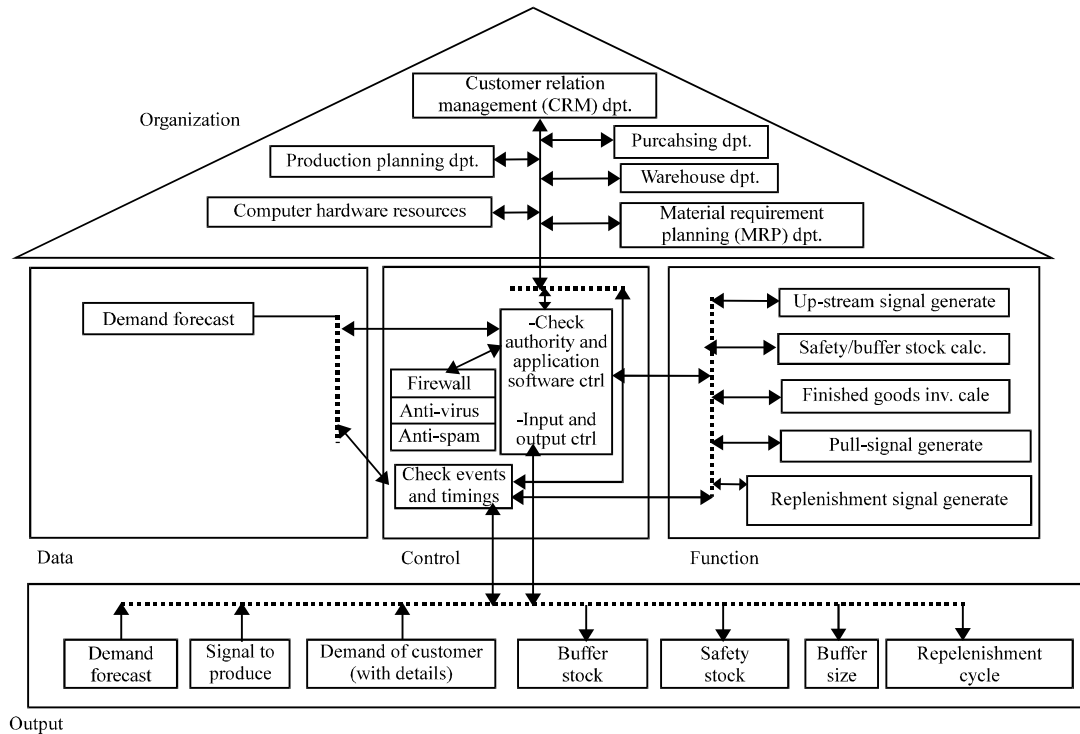 Customer relation
management (CRM) dpt.
Organization
Purcahsing dpt.
Production planning dpt.
Warehouse dpt.
Computer hardware resources
Material requirement
planning (MRP) dpt.
Demand forecast
-Check
authority and
application
software ctrl
-Input and
output ctrl
Firewall
Anti-virus
Anti-spam
Check events
and timings
Up-stream signal generate
Safety/buffer stock calc.
Finished goods inv. cale
Pull-signal generate
Replenishment signal generate
Data
Control
Function
Demand
forecast
Signal to
produce
Demand of customer
(with details)
Buffer
stock
Safety
stock
Buffer
size
Repelenishment
cycle
Output